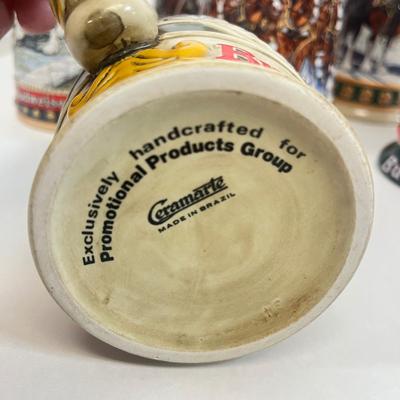 Exclusively handcrafted for
Promotional Products Group
Ceramarte
MADE IN BRAZIL